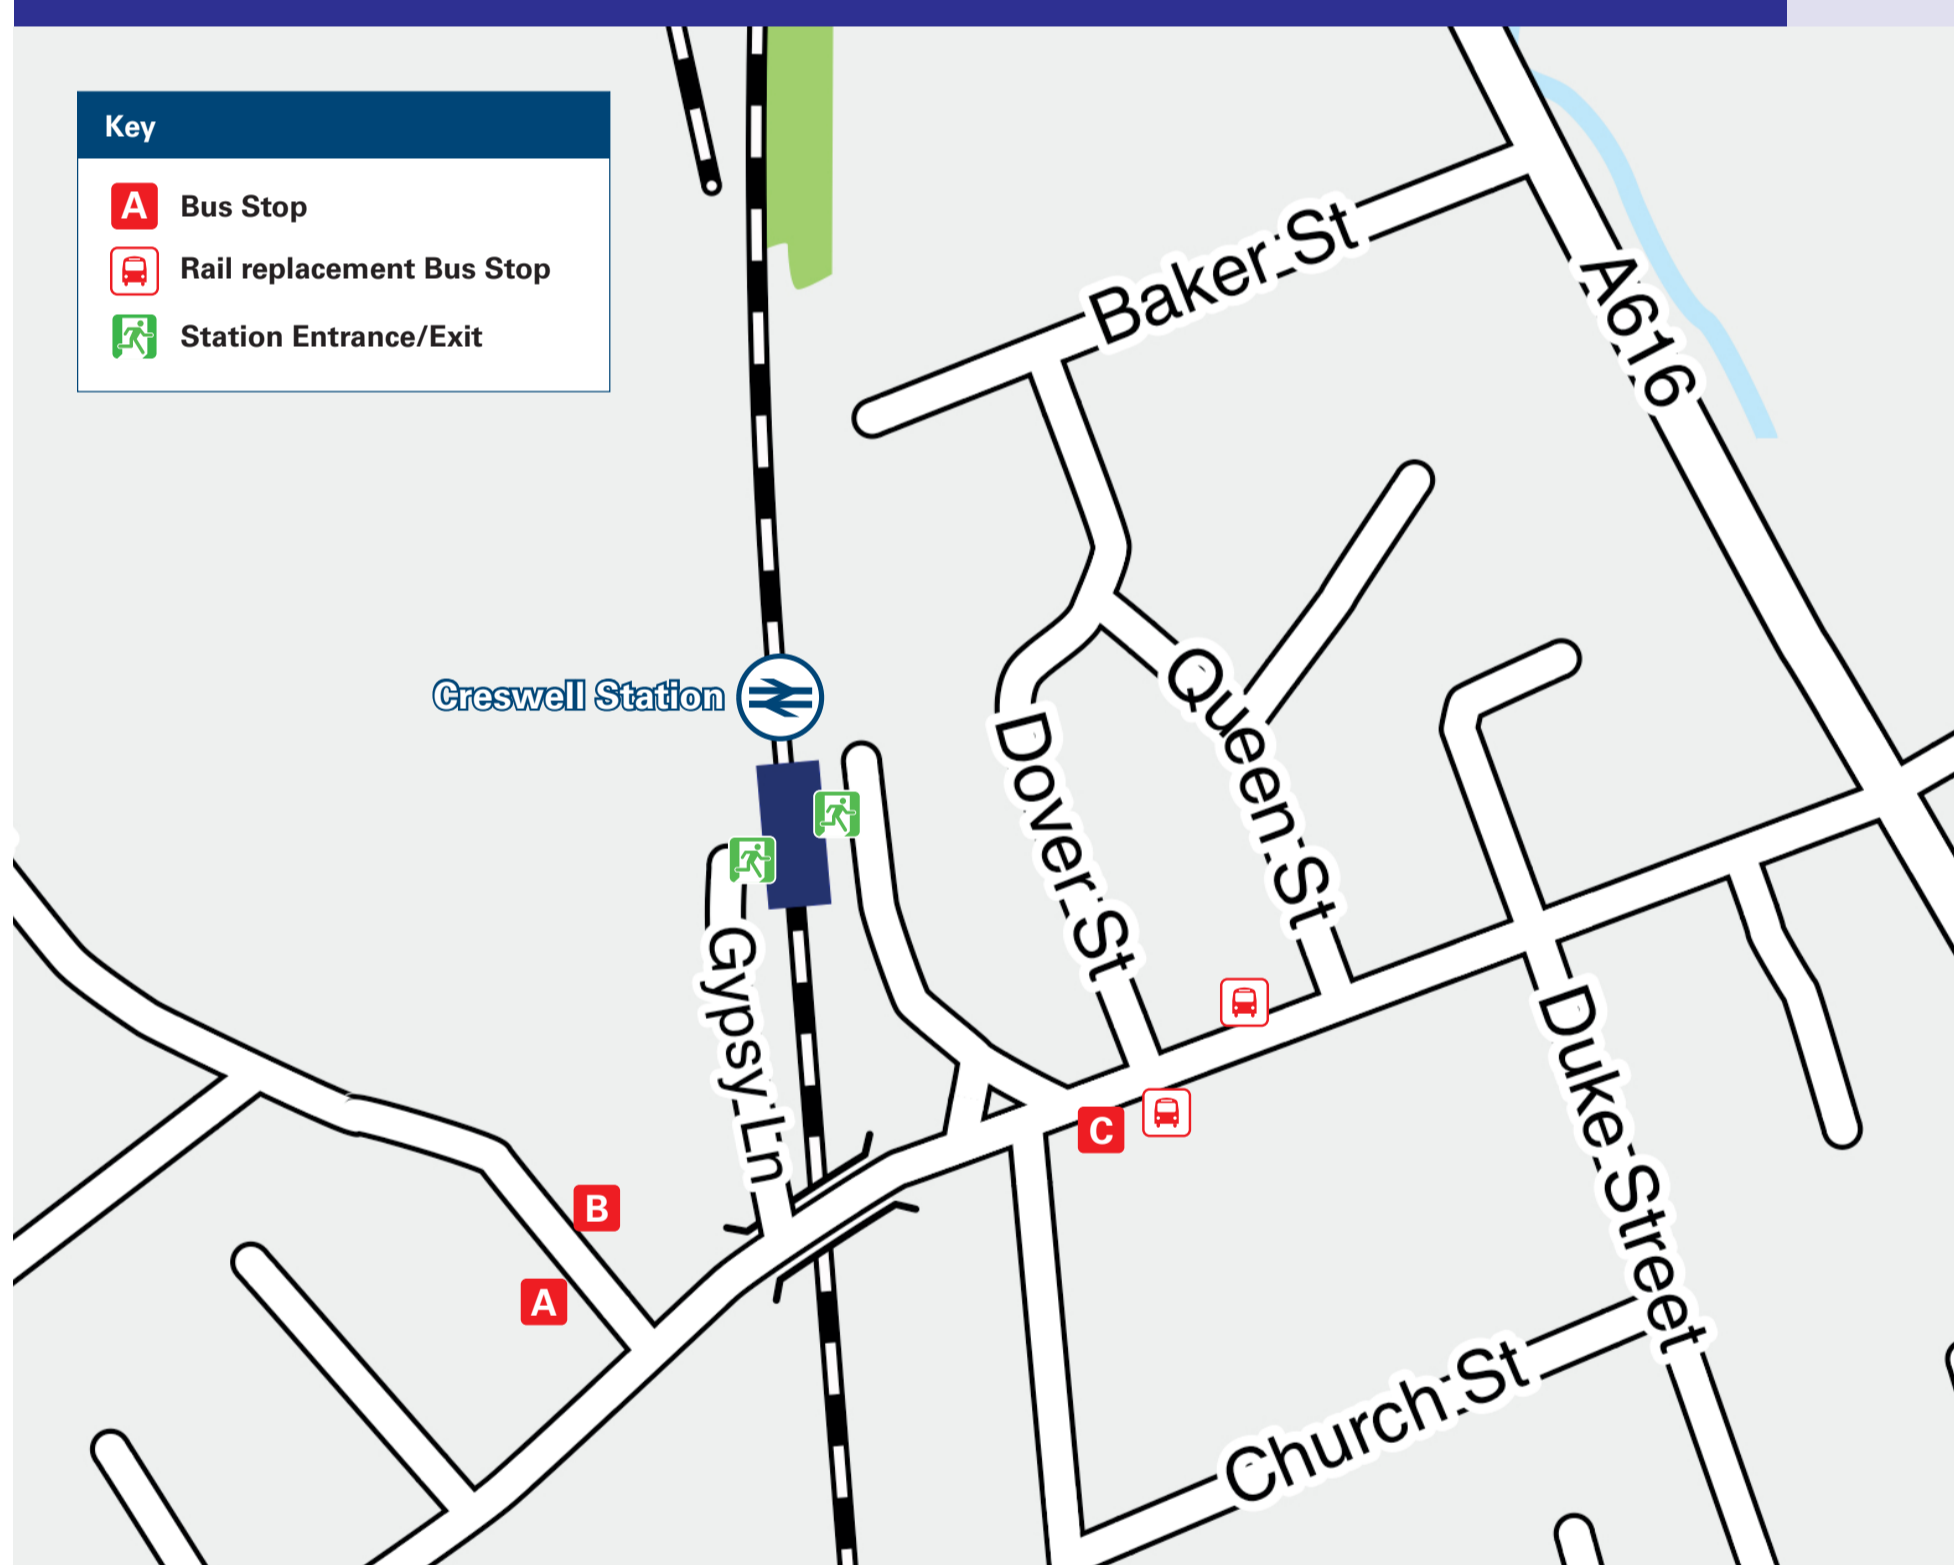 Key
A Bus Stop
Rail replacement Bus Stop
Station Entrance/Exit
Baker St
A616
Creswell Station
Queen St
Dover St
Gypsy Ln
Duke Street
C
B
A
Church St